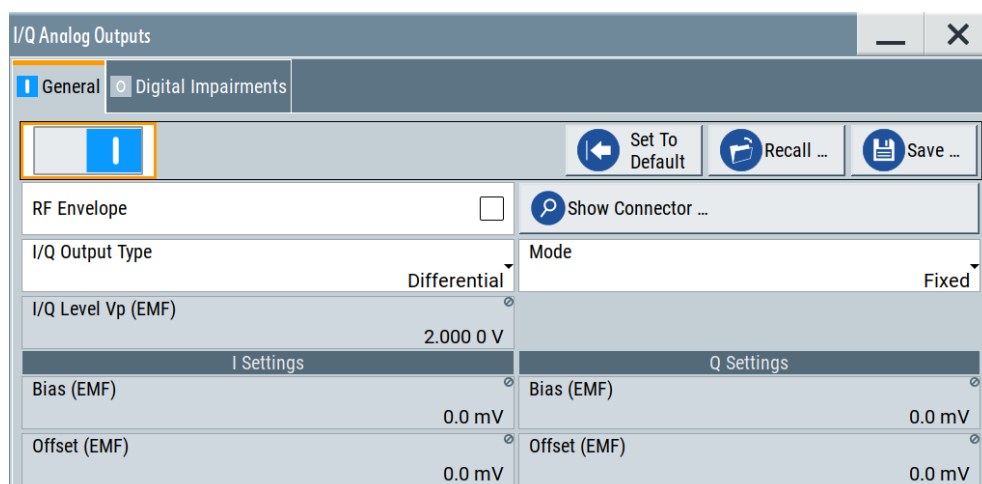 I/Q Analog Outputs
General Digital Impairments
Set To Default Recall ... Save ...
RF Envelope Show Connector ...
I/Q Output Type Mode
Differential Fixed
I/Q Level Vp (EMF)
2.000 0 V
I Settings Q Settings
Bias (EMF) Bias (EMF)
0.0 mV 0.0 mV
Offset (EMF) Offset (EMF)
0.0 mV 0.0 mV